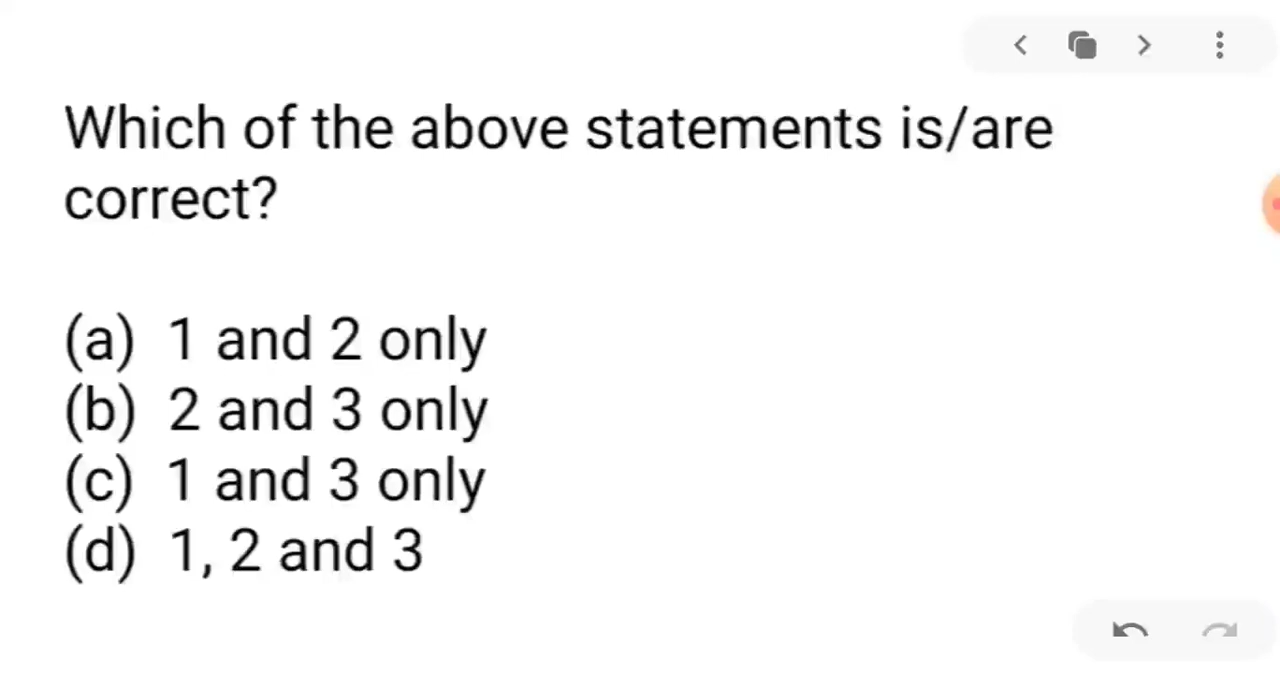 Which of the above statements is/are
correct?
(a) 1 and 2 only
(b) 2 and 3 only
(c) 1 and 3 only
(d) 1, 2 and 3